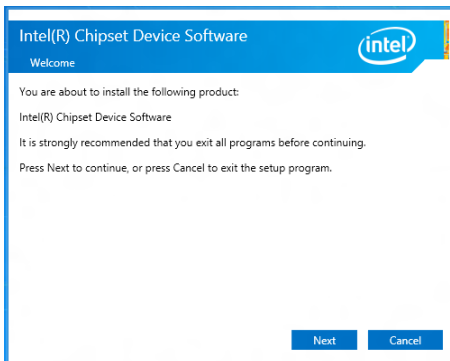 Intel(R) Chipset Device Software
intel
Welcome
You are about to install the following product:
Intel(R) Chipset Device Software
It is strongly recommended that you exit all programs before continuing.
Press Next to continue, or press Cancel to exit the setup program.
Next
Cancel